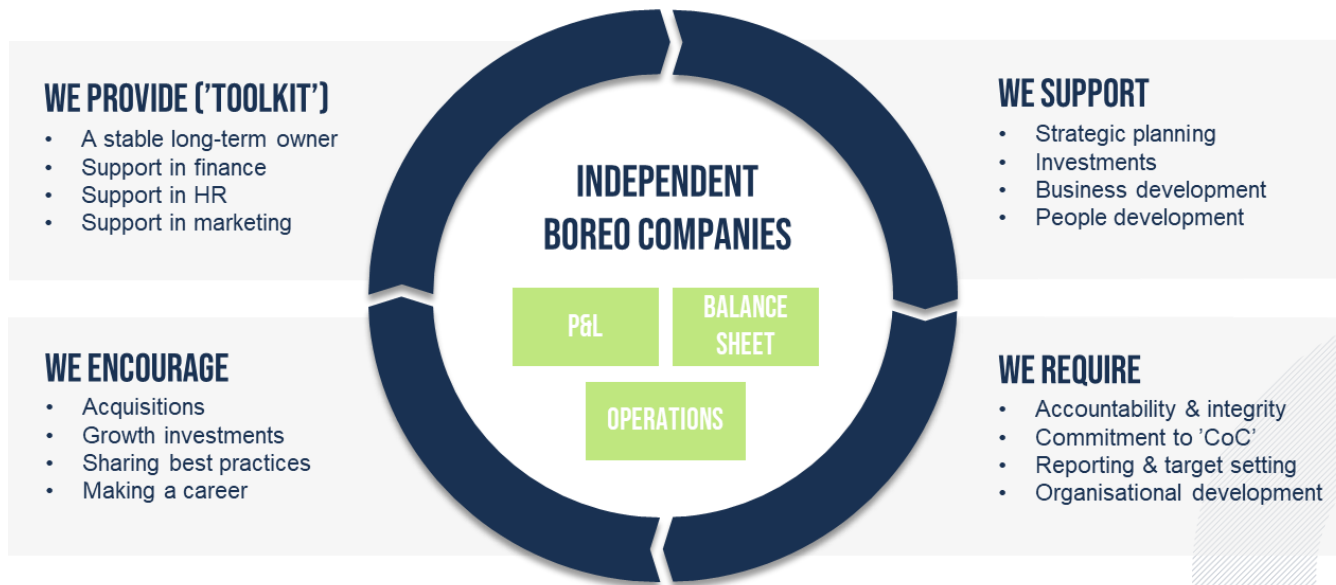 WE PROVIDE ('TOOLKIT')
• A stable long-term owner
• Support in finance
• Support in HR
• Support in marketing
WE SUPPORT
• Strategic planning
• Investments
• Business development
• People development
INDEPENDENT
BOREO COMPANIES
P&L
BALANCE
SHEET
OPERATIONS
WE ENCOURAGE
• Acquisitions
• Growth investments
• Sharing best practices
• Making a career
WE REQUIRE
• Accountability & integrity
• Commitment to 'CoC'
• Reporting & target setting
• Organisational development